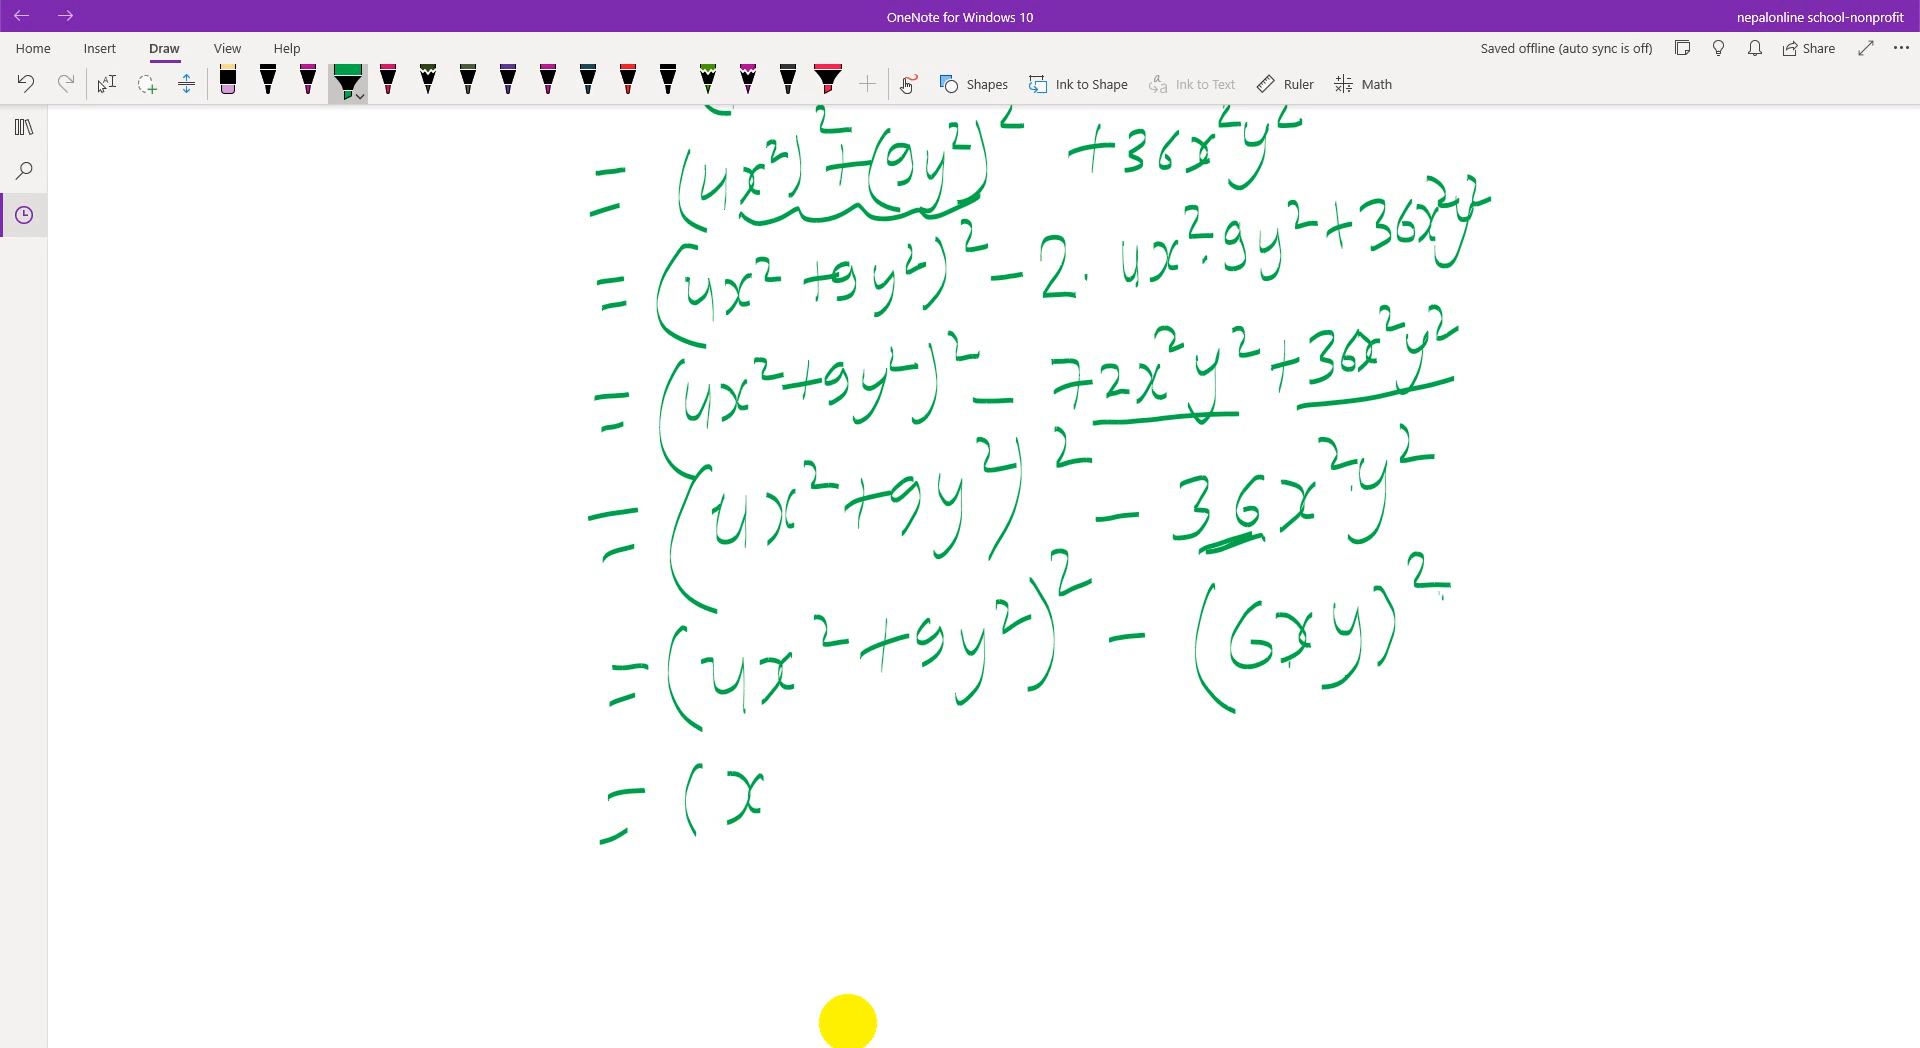 OneNote for Windows 10
nepalonline school-nonprofit
Home Insert Draw View Help
Saved offline (auto sync is off) Share
Shapes Ink to Shape Ink to Text Ruler Math
= (4x²)² + (9y²)² + 36x²y²
= (4x² + 9y²)² - 2. 4x².9y² + 36x²y²
= (4x² + 9y²)² - 72x²y² + 36x²y²
= (4x² + 9y²)² - 36x²y²
= (4x² + 9y²)² - (6xy)²
= (x